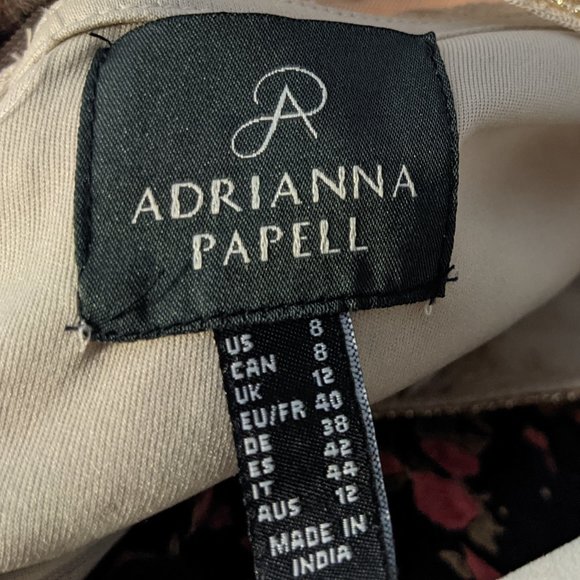 ADRIANNA
PAPELL
US 8
CAN 8
UK 12
EU/FR 40
DE 38
ES 42
IT 44
AUS 12
MADE IN
INDIA